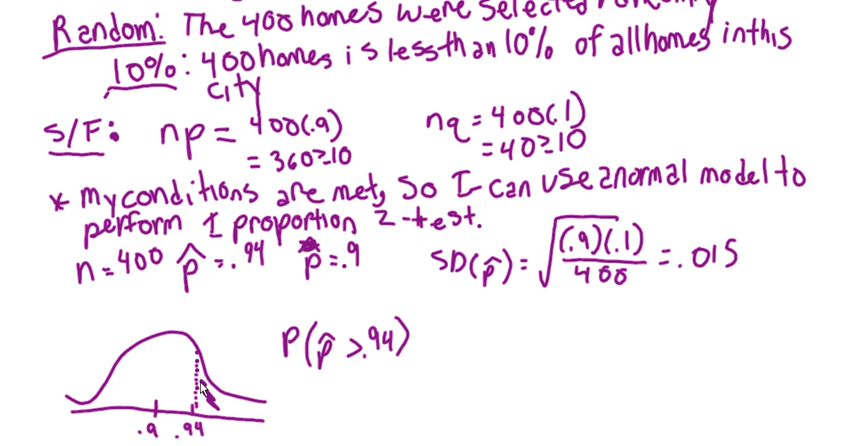 Random: The 400 homes were selected
10%: 400 homes is less than 10% of all homes in this
city
S/F: np = 400(.9) nq = 400(.1)
= 360≥10 = 40≥10
* My conditions are met, so I can use a normal model to
perform 1 proportion z-test.
n=400 p̂=.94 p=.9 SD(p̂)=√((.9)(.1)/400)=.015
P(p̂ >.94)
.9 .94